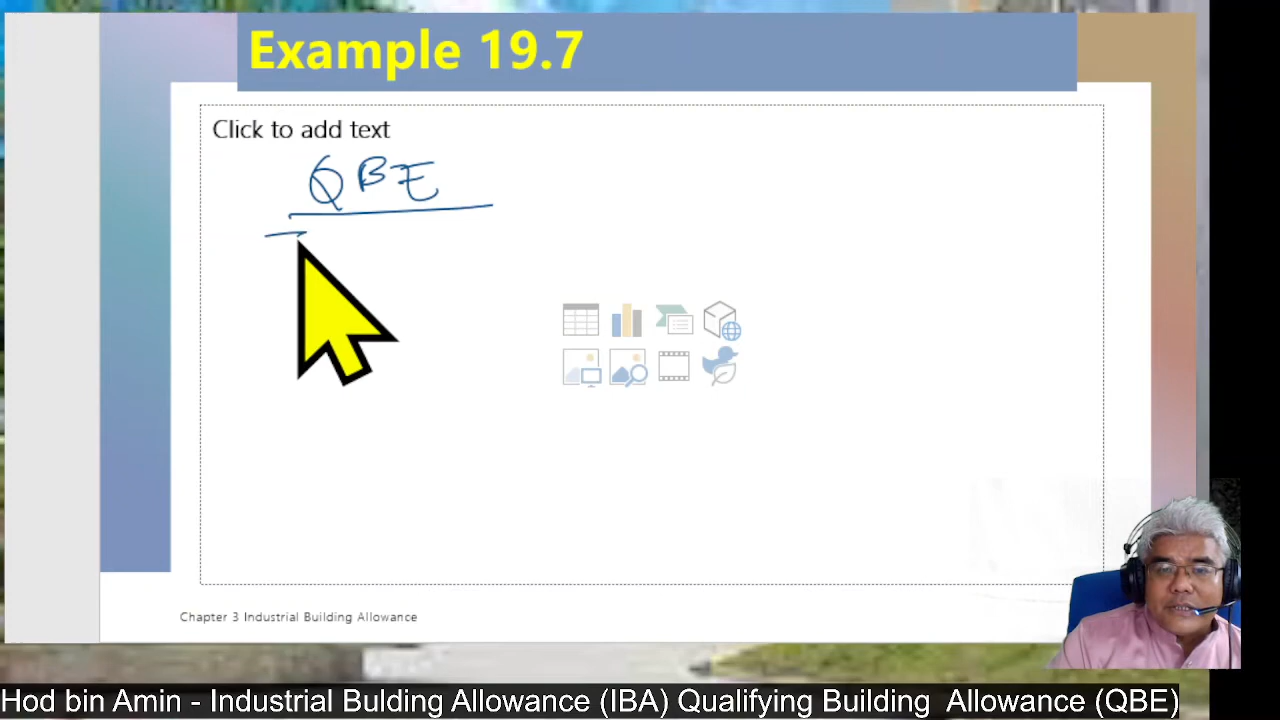 Example 19.7
Click to add text
QBE
Chapter 3 Industrial Building Allowance
Hod bin Amin - Industrial Bulding Allowance (IBA) Qualifying Building Allowance (QBE)